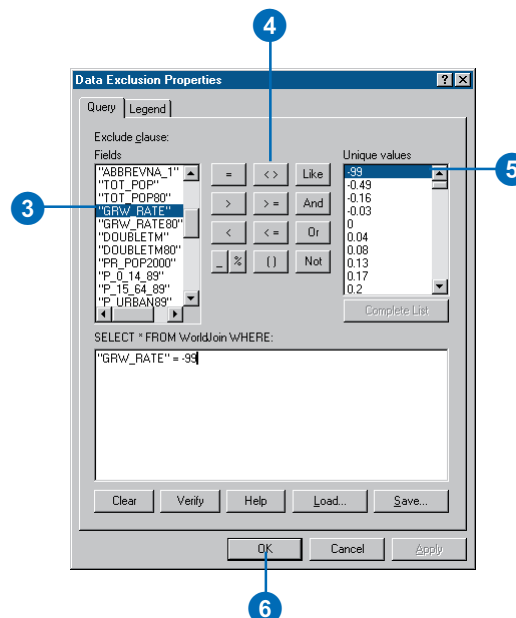 4
Data Exclusion Properties
? X
Query Legend
Exclude clause:
Fields
"ABBREVNA_1"
"TOT_POP"
"TOT_POP80"
"GRW_RATE"
"GRW_RATE80"
"DOUBLETM"
"DOUBLETM80"
"PR_POP2000"
"P_0_14_89"
"P_15_64_89"
"P_URBAN89"
3
= <> Like
> >= And
< <= Or
_ % () Not
Unique values
-99
-0.49
-0.16
-0.03
0
0.04
0.08
0.13
0.17
0.2
5
Complete List
SELECT * FROM WorldJoin WHERE:
"GRW_RATE" = -99
Clear Verify Help Load... Save...
OK Cancel Apply
6